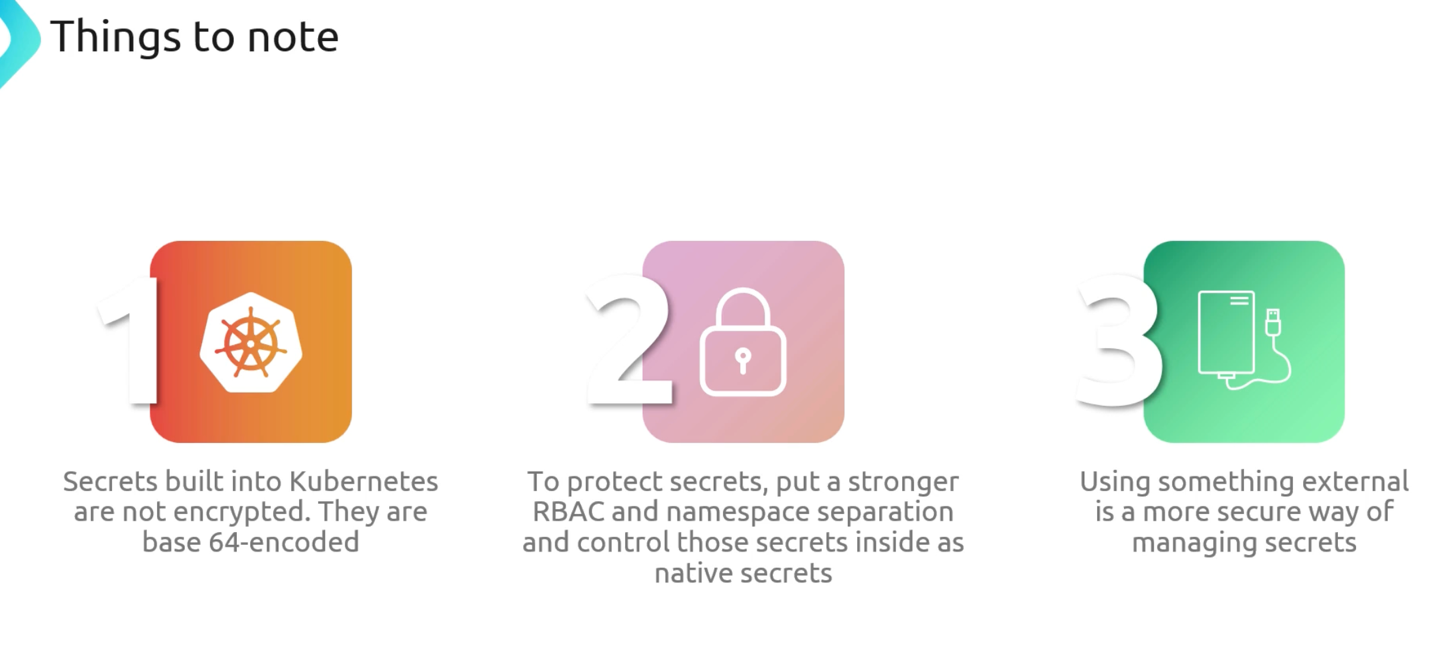 Things to note
1
Secrets built into Kubernetes
are not encrypted. They are
base 64-encoded
2
To protect secrets, put a stronger
RBAC and namespace separation
and control those secrets inside as
native secrets
3
Using something external
is a more secure way of
managing secrets